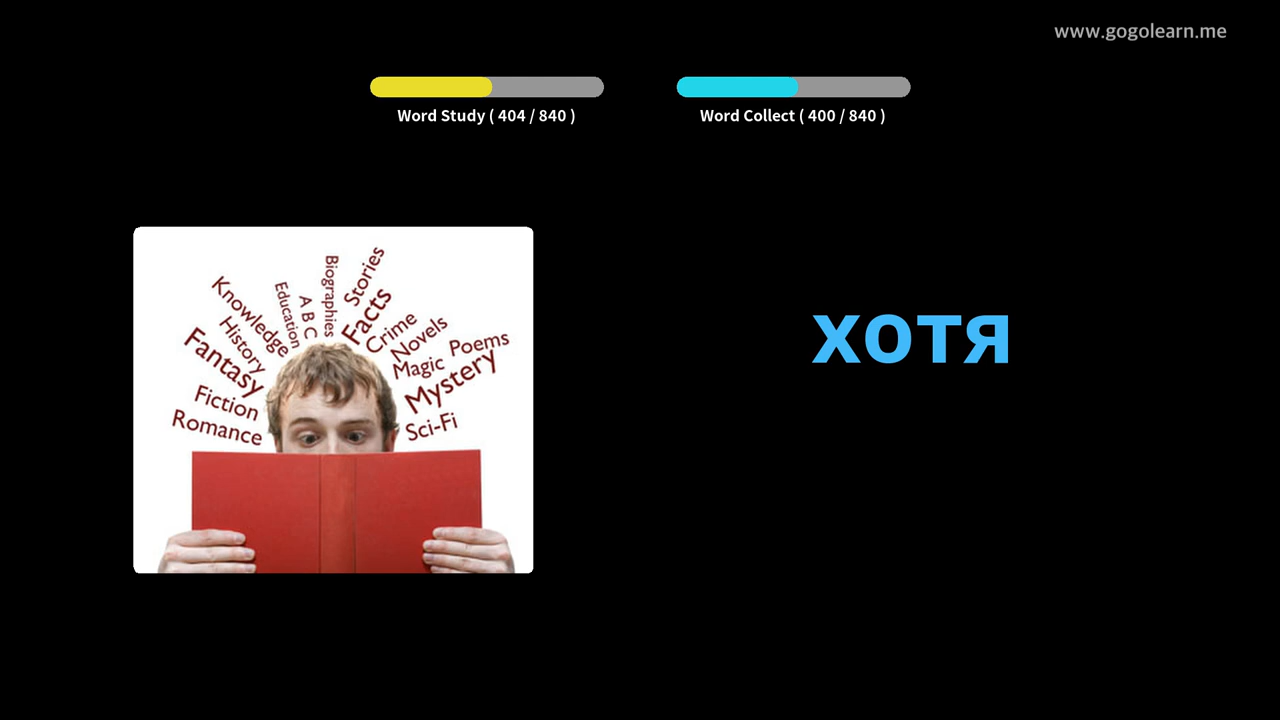 www.gogolearn.me
Word Study ( 404 / 840 )
Word Collect ( 400 / 840 )
Biographies
Stories
Knowledge
Education
A B C
Facts
History
Crime
Novels
Poems
Fantasy
Magic
Mystery
Fiction
Romance
Sci-Fi
хотя